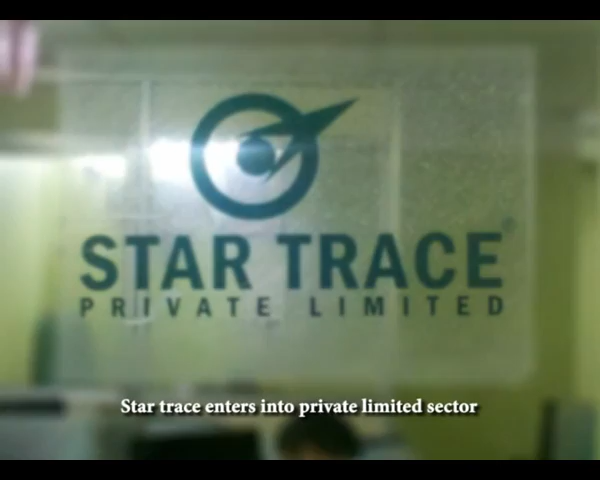 STAR TRACE®
PRIVATE LIMITED
Star trace enters into private limited sector